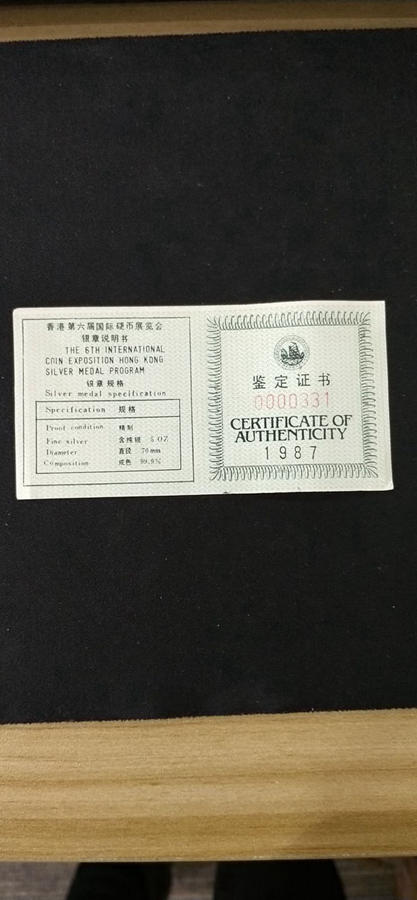 香港第六届国际硬币展览会
银章说明书
THE 6TH INTERNATIONAL
COIN EXPOSITION HONG KONG
SILVER MEDAL PROGRAM
银章规格
Silver medal specification
Specification 规格
Proof condition 精制
Fine silver 含纯银 5 OZ
Diameter 直径 70mm
Composition 成色 99.9%
鉴定证书
0000331
CERTIFICATE OF
AUTHENTICITY
1987